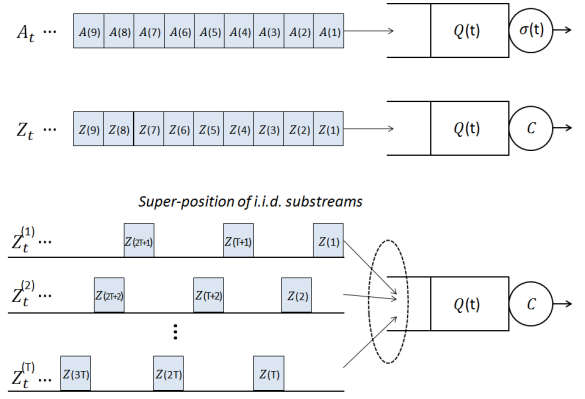 A_t ⋯ A(9) A(8) A(7) A(6) A(5) A(4) A(3) A(2) A(1) Q(t) σ(t)
Z_t ⋯ Z(9) Z(8) Z(7) Z(6) Z(5) Z(4) Z(3) Z(2) Z(1) Q(t) C
Super-position of i.i.d. substreams
Z_t^(1) ⋯ Z(2T+1) Z(T+1) Z(1)
Z_t^(2) ⋯ Z(2T+2) Z(T+2) Z(2) Q(t) C
⋮
Z_t^(T) ⋯ Z(3T) Z(2T) Z(T)